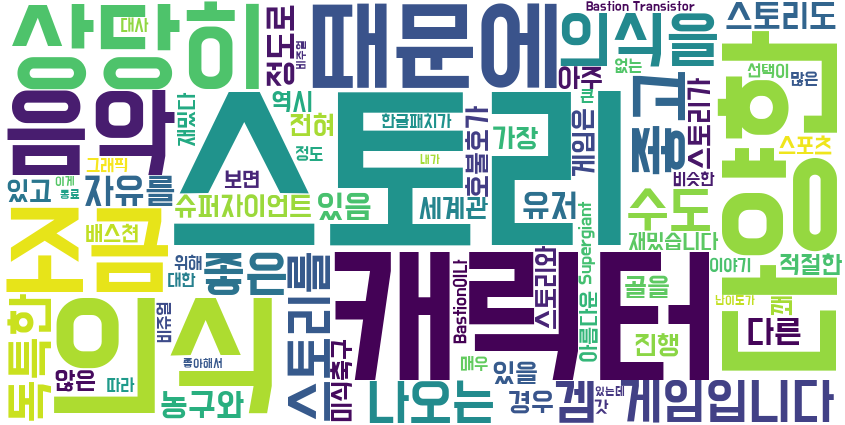 Bastion Transistor
상당히
대사
정도로
비주얼
때문에
의식을
스토리도
음악
재밌다
역시
전혀
스토리
한글패치가
정도
내가
호불호가
가장
아주
없는
게임은
고
좋
스토리가
선택이
많은
다양한
스포츠
비슷한
그래픽
있고
이게
종료
자유를
보면
슈퍼자이언트
있음
세계관
유저
수도
재밌습니다
조금
배스천
위해
대한
좋은
를
캐릭터
Bastion이나
스토리와
아름다운
Supergiant
골을
이야기
적절한
난이도가
꽤
독특한
의식
비주얼
스토리를
미식축구
진행
다른
않은
따라
좋아해서
농구와
나오는
매우
있을
경우
겜
있는데
갓
게임입니다